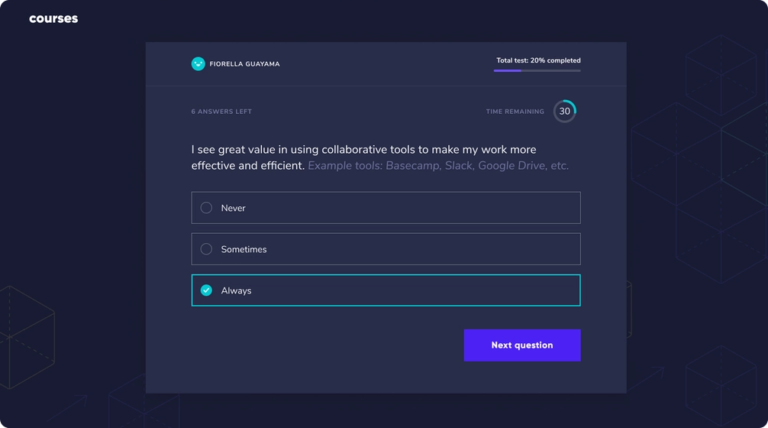 courses
FIORELLA GUAYAMA
Total test: 20% completed
6 ANSWERS LEFT
TIME REMAINING
30
I see great value in using collaborative tools to make my work more
effective and efficient. Example tools: Basecamp, Slack, Google Drive, etc.
Never
Sometimes
Always
Next question